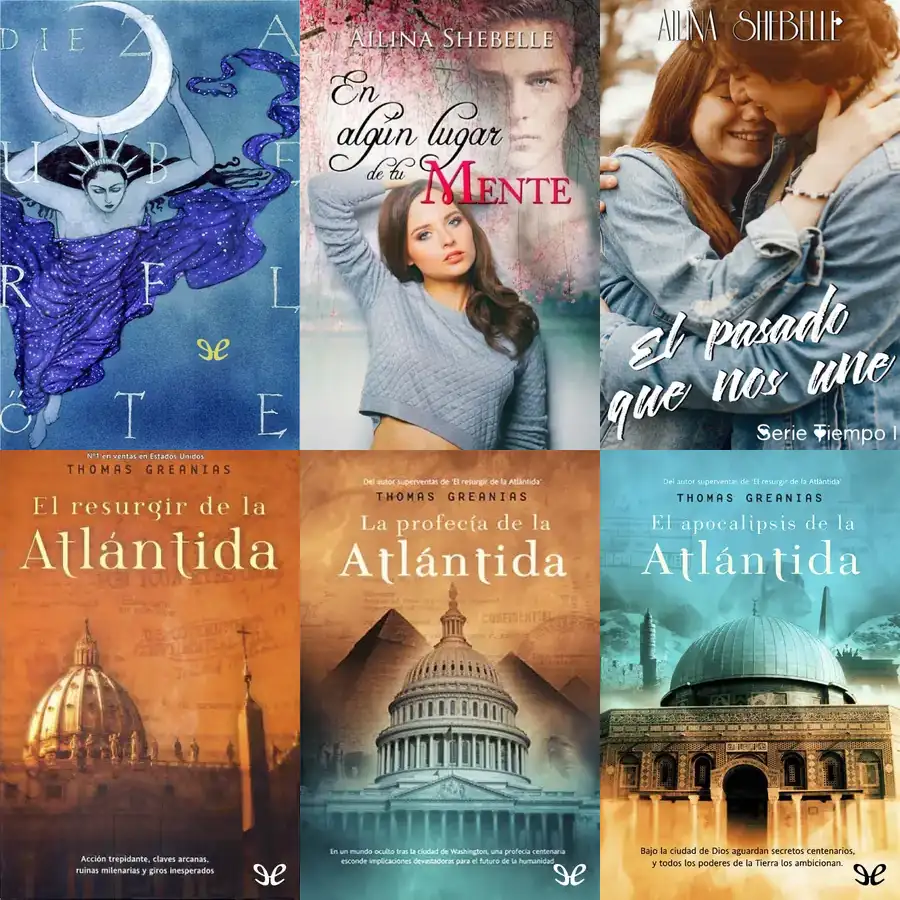 DIE Z A
U B E
R F L
Ö T E
AILINA SHEBELLE
En
algún lugar
de tu
MENTE
AILINA SHEBELLE
El pasado
que nos une
Serie Tiempo I
Nº1 en ventas en Estados Unidos
THOMAS GREANIAS
El resurgir de la
Atlántida
Acción trepidante, claves arcanas,
ruinas milenarias y giros inesperados
Del autor superventas de 'El resurgir de la Atlántida'
THOMAS GREANIAS
La profecía de la
Atlántida
CONFIDENTIAL
En un mundo oculto tras la ciudad de Washington, una profecía centenaria
esconde implicaciones devastadoras para el futuro de la humanidad
Del autor superventas de 'El resurgir de la Atlántida'
THOMAS GREANIAS
El apocalipsis de la
Atlántida
Bajo la ciudad de Dios aguardan secretos centenarios,
y todos los poderes de la Tierra los ambicionan.